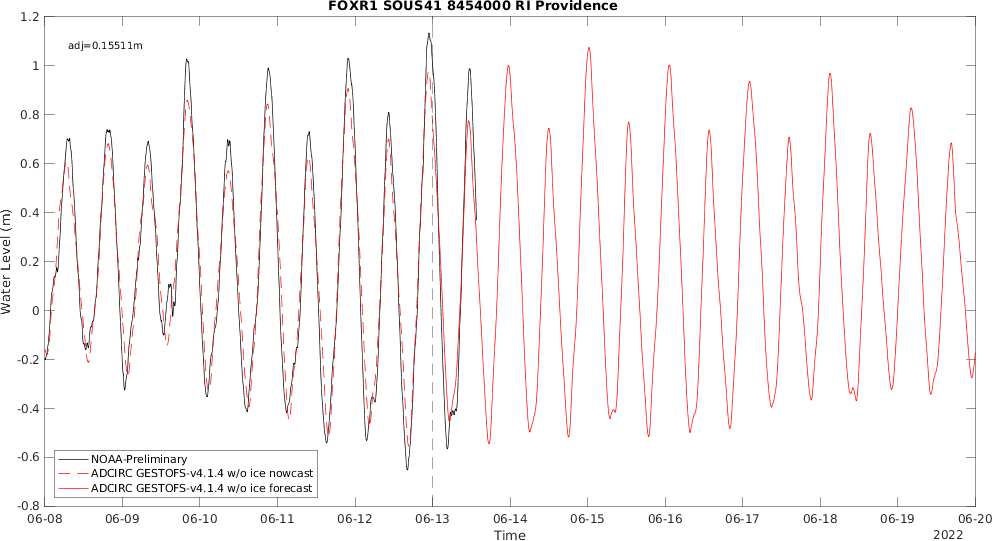 FOXR1 SOUS41 8454000 RI Providence
adj=0.15511m
1.2
1
0.8
0.6
0.4
0.2
0
-0.2
-0.4
-0.6
-0.8
Water Level (m)
NOAA-Preliminary
ADCIRC GESTOFS-v4.1.4 w/o ice nowcast
ADCIRC GESTOFS-v4.1.4 w/o ice forecast
06-08 06-09 06-10 06-11 06-12 06-13 06-14 06-15 06-16 06-17 06-18 06-19 06-20
Time
2022